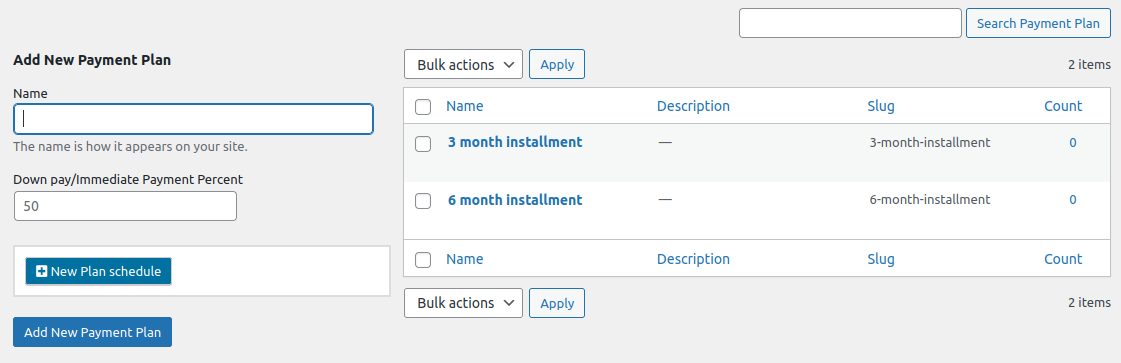 Search Payment Plan
Add New Payment Plan
Name
The name is how it appears on your site.
Down pay/Immediate Payment Percent
50
New Plan schedule
Add New Payment Plan
Bulk actions Apply 2 items
Name Description Slug Count
3 month installment — 3-month-installment 0
6 month installment — 6-month-installment 0
Name Description Slug Count
Bulk actions Apply 2 items